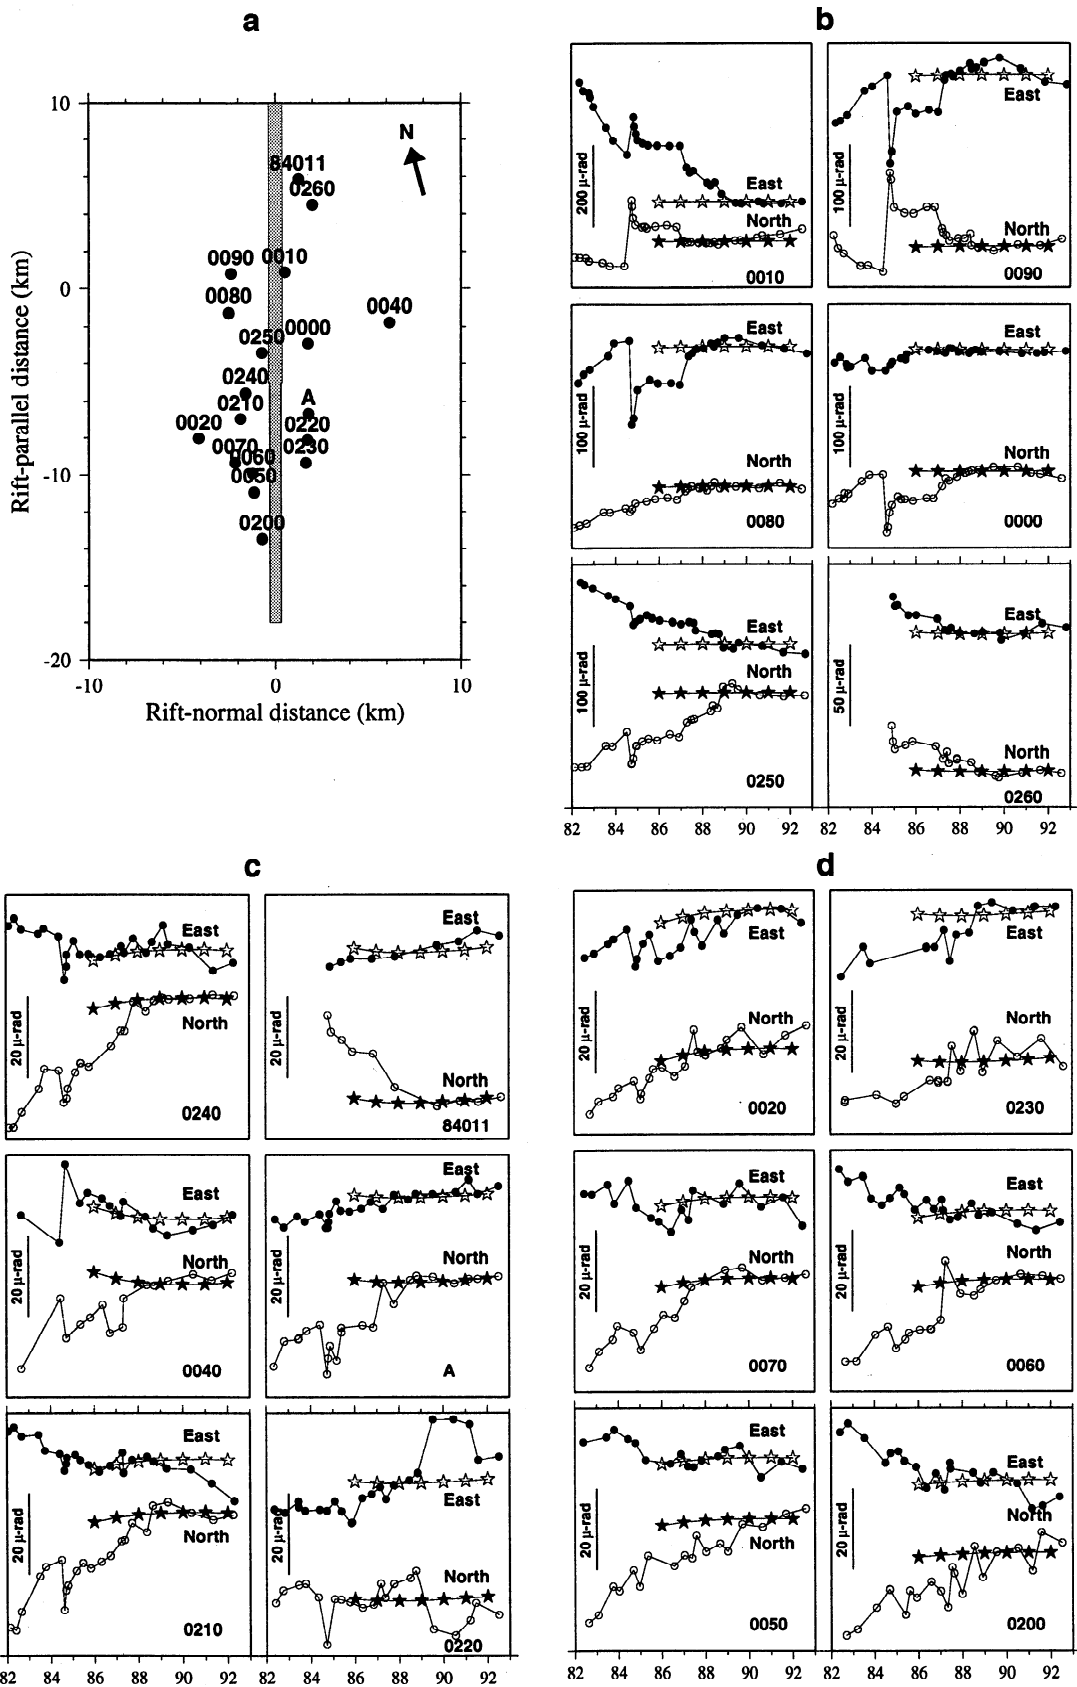 a
10
0
-10
-20
-10
0
10
Rift-parallel distance (km)
Rift-normal distance (km)
N
84011
0260
0090
0010
0080
0040
0000
0250
0240
A
0210
0020
0220
0070
0230
0060
0050
0200
b
200 μ-rad
East
North
0010
100 μ-rad
East
North
0090
100 μ-rad
East
North
0080
100 μ-rad
East
North
0000
100 μ-rad
East
North
0250
50 μ-rad
East
North
0260
82 84 86 88 90 92
82 84 86 88 90 92
c
20 μ-rad
East
North
0240
20 μ-rad
East
North
84011
20 μ-rad
East
North
0040
20 μ-rad
East
North
A
20 μ-rad
East
North
0210
20 μ-rad
East
North
0220
82 84 86 88 90 92
82 84 86 88 90 92
d
20 μ-rad
East
North
0020
20 μ-rad
East
North
0230
20 μ-rad
East
North
0070
20 μ-rad
East
North
0060
20 μ-rad
East
North
0050
20 μ-rad
East
North
0200
82 84 86 88 90 92
82 84 86 88 90 92